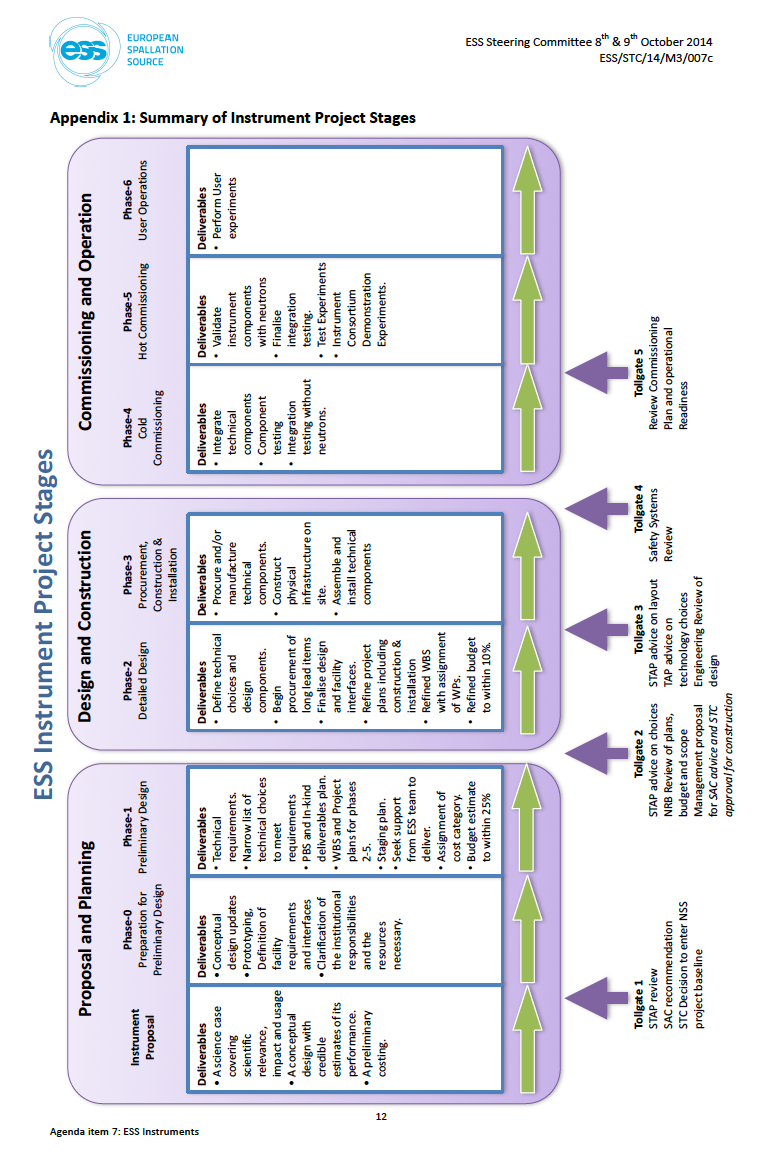 ess
EUROPEAN
SPALLATION
SOURCE
ESS Steering Committee 8th & 9th October 2014
ESS/STC/14/M3/007c
Appendix 1: Summary of Instrument Project Stages
ESS Instrument Project Stages
Proposal and Planning
Instrument
Proposal
Deliverables
• A science case
covering
scientific
relevance,
impact and usage
• A conceptual
design with
credible
estimates of its
performance.
• A preliminary
costing.
Phase-0
Preparation for
Preliminary Design
Deliverables
• Conceptual
design updates
• Prototyping,
Definition of
facility
requirements
and interfaces
• Clarification of
the institutional
responsibilities
and the
resources
necessary.
Phase-1
Preliminary Design
Deliverables
• Technical
requirements.
• Narrow list of
technical choices
to meet
requirements
• PBS and In-kind
deliverables plan.
• WBS and Project
plans for phases
2-5.
• Staging plan.
• Seek support
from ESS team to
deliver.
• Assignment of
cost category.
• Budget estimate
to within 25%
Design and Construction
Phase-2
Detailed Design
Deliverables
• Define technical
choices and
design
components.
• Begin
procurement of
long lead items
• Finalise design
and facility
interfaces.
• Refine project
plans including
construction &
installation
• Refined WBS
with assignment
of WPs.
• Refined budget
to within 10%.
Phase-3
Procurement,
Construction &
Installation
Deliverables
• Procure and/or
manufacture
technical
components.
• Construct
physical
infrastructure on
site.
• Assemble and
install technical
components
Commissioning and Operation
Phase-4
Cold
Commissioning
Deliverables
• Integrate
technical
components
• Component
testing
• Integration
testing without
neutrons.
Phase-5
Hot Commissioning
Deliverables
• Validate
instrument
components
with neutrons
• Finalise
integration
testing.
• Test Experiments
• Instrument
Consortium
Demonstration
Experiments.
Phase-6
User Operations
Deliverables
• Perform User
experiments
Tollgate 1
STAP review
SAC recommendation
STC Decision to enter NSS
project baseline
Tollgate 2
STAP advice on choices
NRB Review of plans,
budget and scope
Management proposal
for SAC advice and STC
approval for construction
Tollgate 3
STAP advice on layout
TAP advice on
technology choices
Engineering Review of
design
Tollgate 4
Safety Systems
Review
Tollgate 5
Review Commissioning
Plan and operational
Readiness
12
Agenda item 7: ESS Instruments